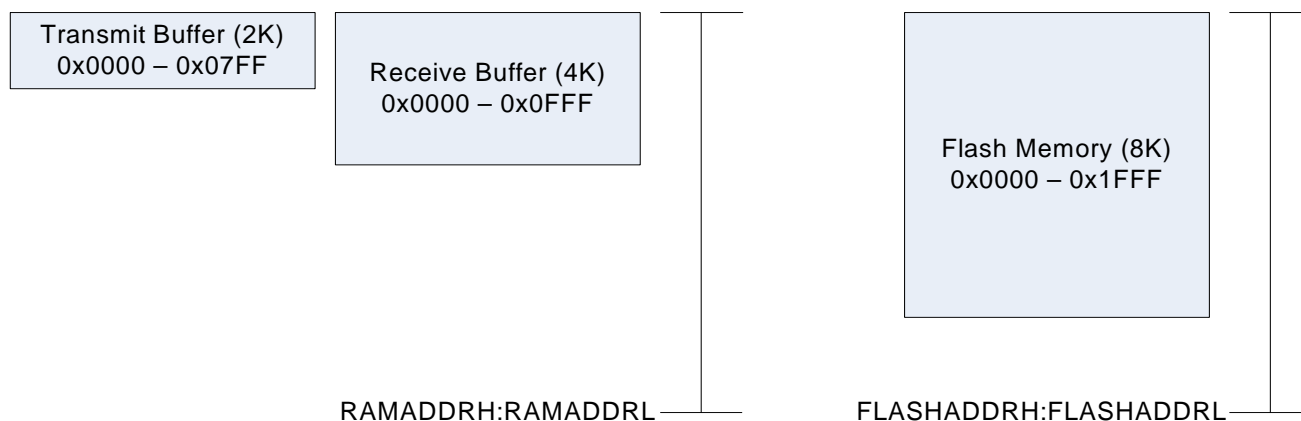 Transmit Buffer (2K)
0x0000 – 0x07FF
Receive Buffer (4K)
0x0000 – 0x0FFF
Flash Memory (8K)
0x0000 – 0x1FFF
RAMADDRH:RAMADDRL
FLASHADDRH:FLASHADDRL